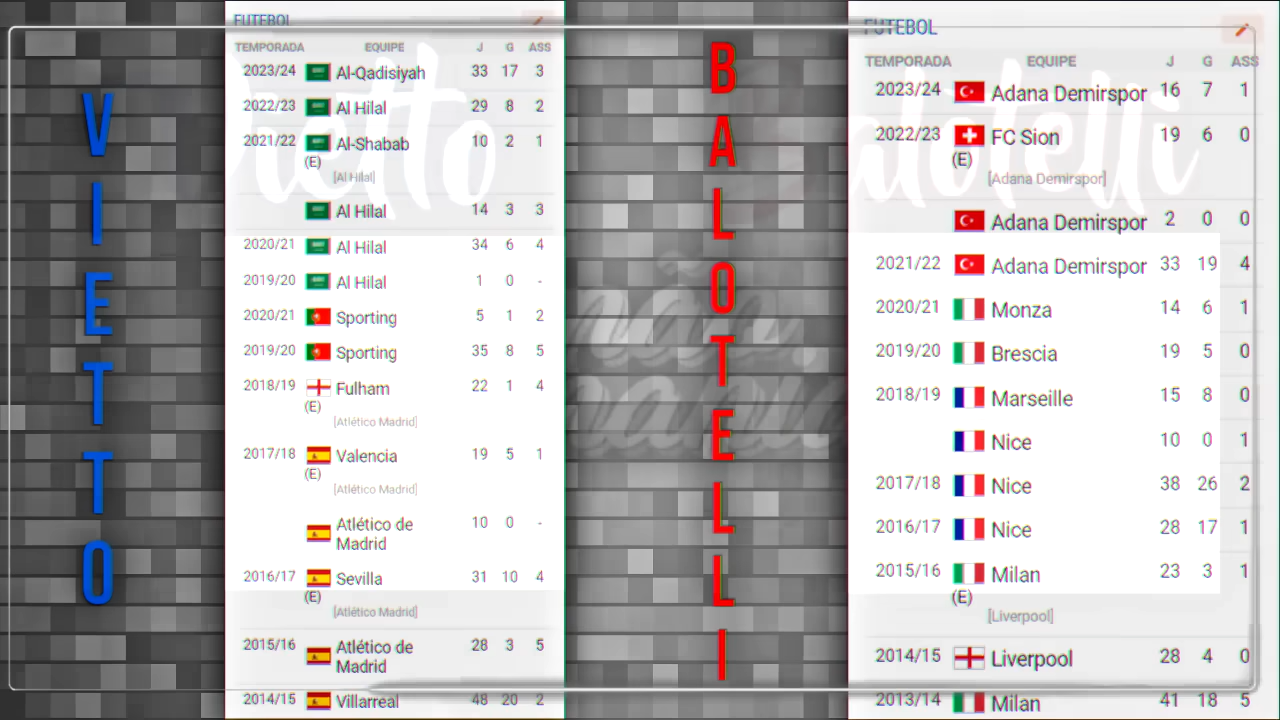 VIETTO
FUTEBOL
TEMPORADA EQUIPE J G ASS
2023/24 Al-Qadisiyah 33 17 3
2022/23 Al Hilal 29 8 2
2021/22 Al-Shabab 10 2 1
(E) [Al Hilal]
Al Hilal 14 3 3
2020/21 Al Hilal 34 6 4
2019/20 Al Hilal 1 0 -
2020/21 Sporting 5 1 2
2019/20 Sporting 35 8 5
2018/19 Fulham 22 1 4
(E) [Atlético Madrid]
2017/18 Valencia 19 5 1
(E) [Atlético Madrid]
Atlético de 10 0 -
Madrid
2016/17 Sevilla 31 10 4
(E) [Atlético Madrid]
2015/16 Atlético de 28 3 5
Madrid
2014/15 Villarreal 48 20 2
BALOTELLI
FUTEBOL
TEMPORADA EQUIPE J G ASS
2023/24 Adana Demirspor 16 7 1
2022/23 FC Sion 19 6 0
(E) [Adana Demirspor]
Adana Demirspor 2 0 0
2021/22 Adana Demirspor 33 19 4
2020/21 Monza 14 6 1
2019/20 Brescia 19 5 0
2018/19 Marseille 15 8 0
Nice 10 0 1
2017/18 Nice 38 26 2
2016/17 Nice 28 17 1
2015/16 Milan 23 3 1
(E) [Liverpool]
2014/15 Liverpool 28 4 0
2013/14 Milan 41 18 5